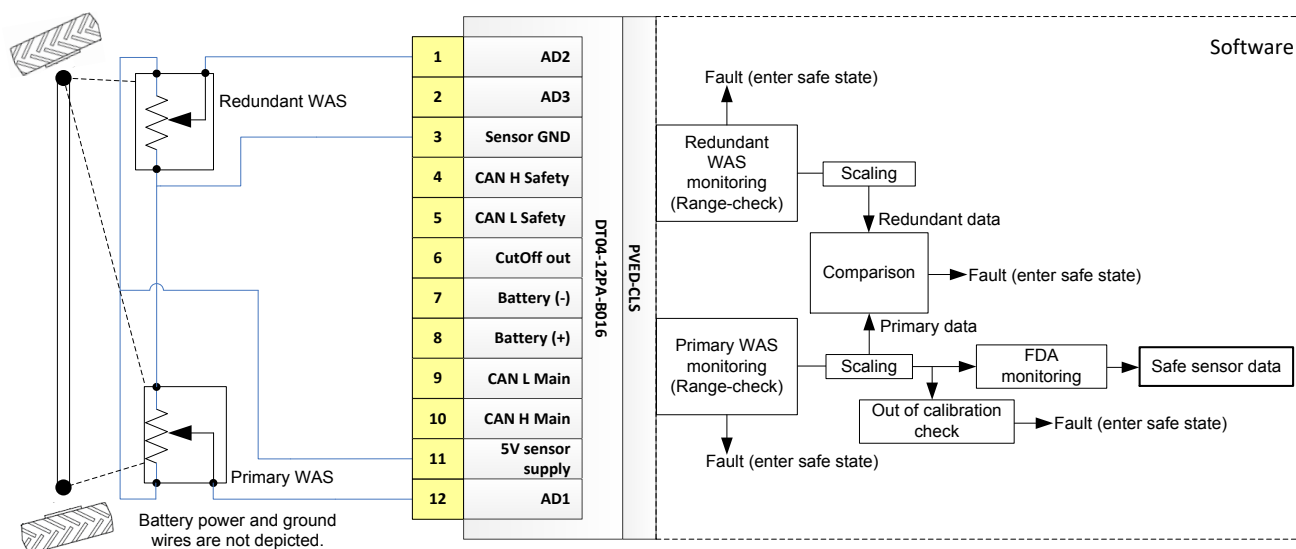 Redundant WAS
Primary WAS
Battery power and ground
wires are not depicted.
1 AD2
2 AD3
3 Sensor GND
4 CAN H Safety
5 CAN L Safety
6 CutOff out
7 Battery (-)
8 Battery (+)
9 CAN L Main
10 CAN H Main
11 5V sensor
supply
12 AD1
DT04-12PA-B016
PVED-CLS
Software
Fault (enter safe state)
Redundant
WAS
monitoring
(Range-check)
Scaling
Redundant data
Comparison
Fault (enter safe state)
Primary data
Primary WAS
monitoring
(Range-check)
Scaling
FDA
monitoring
Safe sensor data
Out of calibration
check
Fault (enter safe state)
Fault (enter safe state)